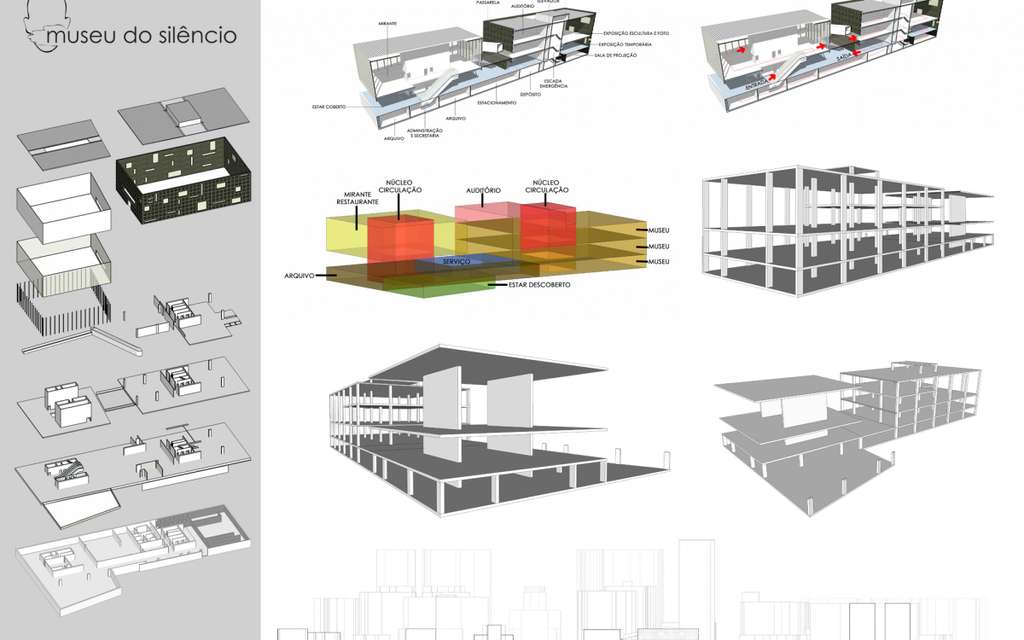 museu do silêncio
PASSARELA
AUDITÓRIO
ELEVADOR
MIRANTE
EXPOSIÇÃO ESCULTURA E FOTO
EXPOSIÇÃO TEMPORÁRIA
SALA DE PROJEÇÃO
ESCADA
EMERGÊNCIA
DEPÓSITO
ESTACIONAMENTO
ESTAR COBERTO
ARQUIVO
ADMINISTRAÇÃO
E SECRETARIA
ARQUIVO
ENTRADA
SAÍDA
MIRANTE
RESTAURANTE
NÚCLEO
CIRCULAÇÃO
AUDITÓRIO
NÚCLEO
CIRCULAÇÃO
MUSEU
MUSEU
MUSEU
SERVIÇO
ARQUIVO
ESTAR DESCOBERTO